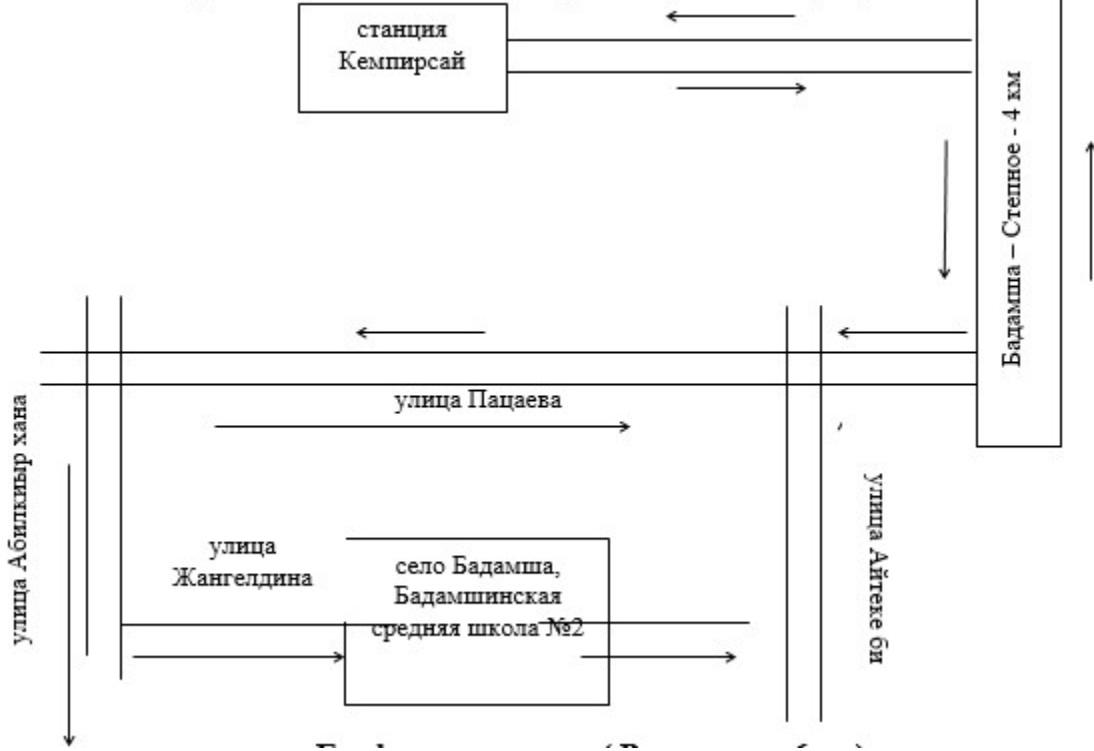 станция
Кемпирсай
Бадамша – Степное - 4 км
улица Пацаева
улица Абилкиыр хана
улица Айтеке би
улица
Жангелдина
село Бадамша,
Бадамшинская
средняя школа №2